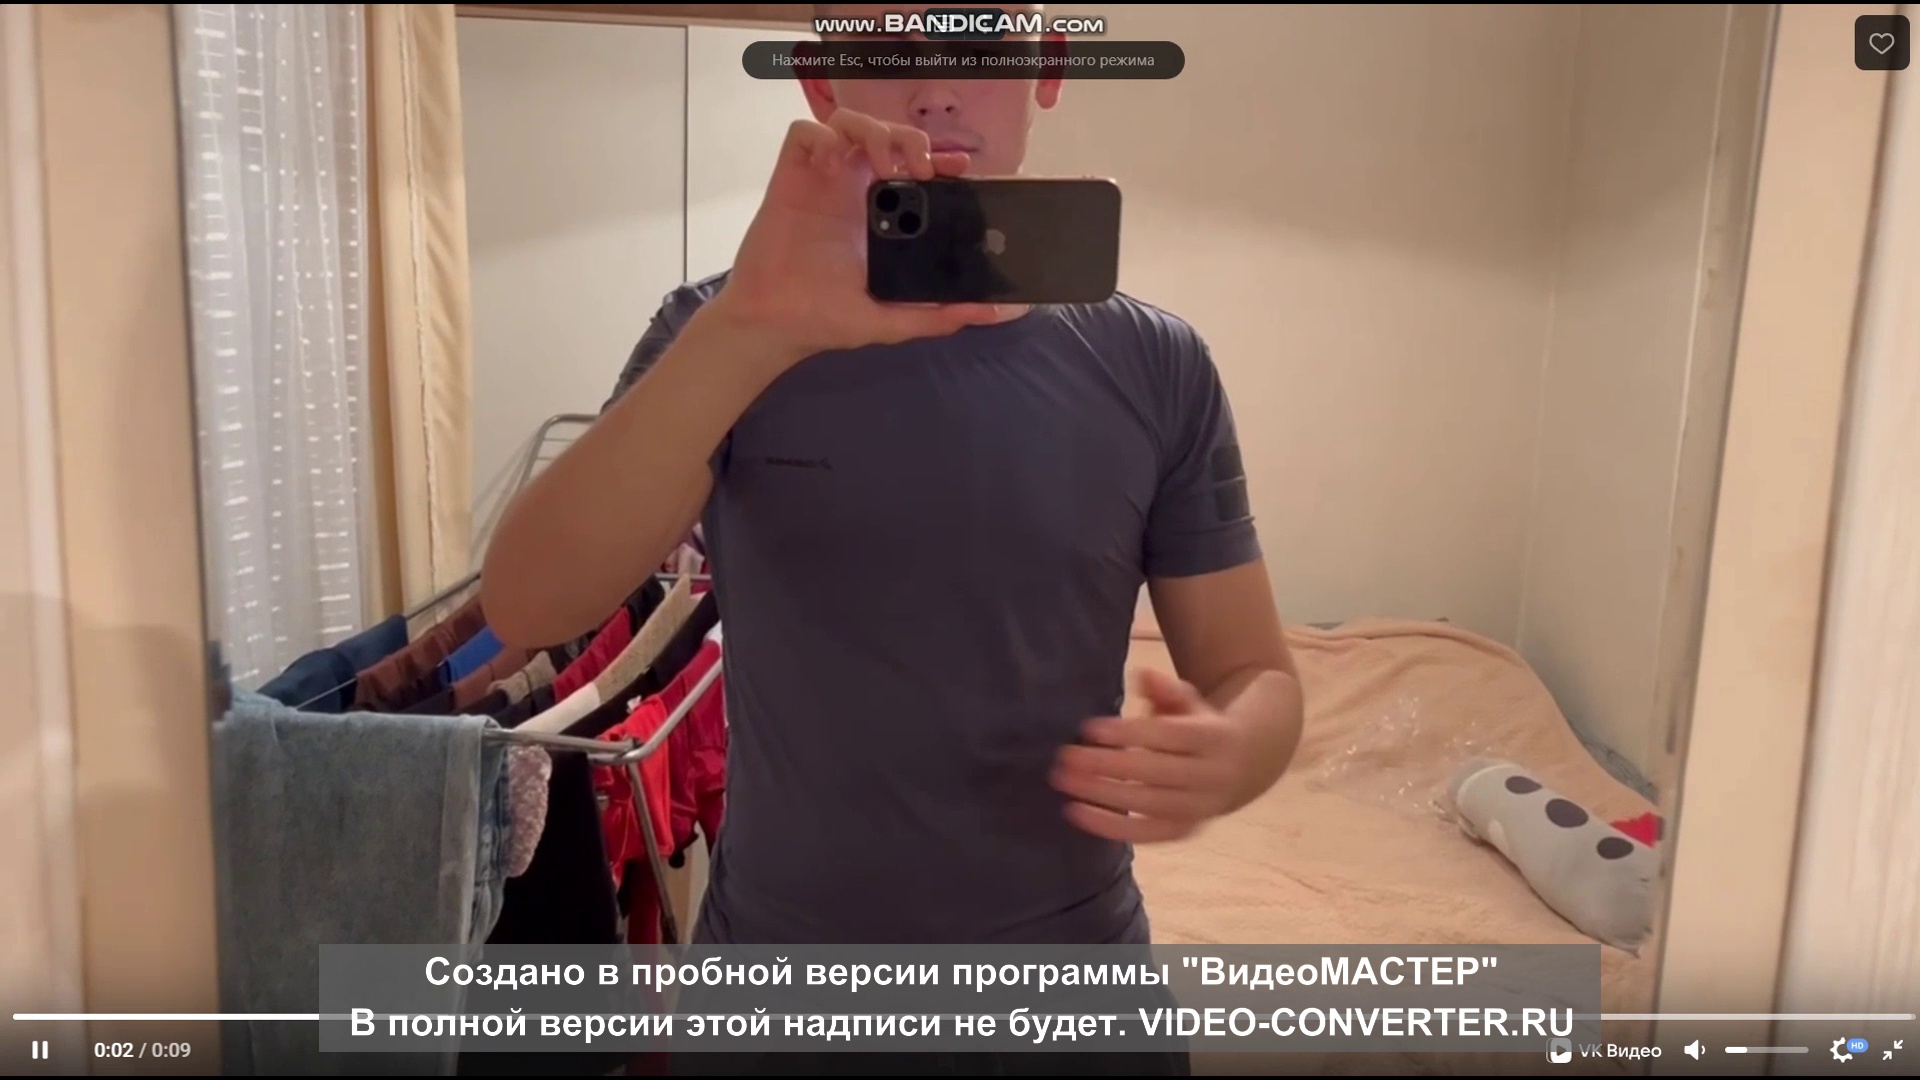 www.BANDICAM.com
Нажмите Esc, чтобы выйти из полноэкранного режима
Создано в пробной версии программы "ВидеоМАСТЕР"
В полной версии этой надписи не будет. VIDEO-CONVERTER.RU
0:02 / 0:09
VK Видео
HD